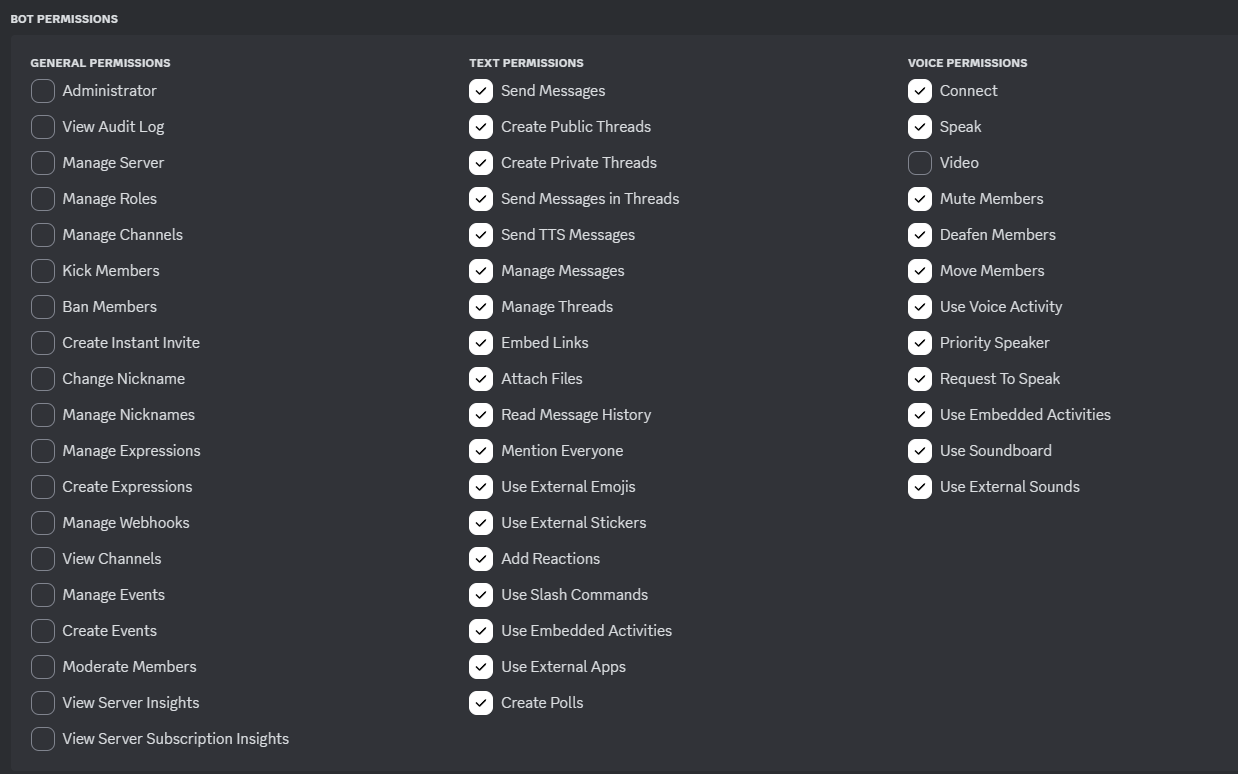 BOT PERMISSIONS
GENERAL PERMISSIONS
Administrator
View Audit Log
Manage Server
Manage Roles
Manage Channels
Kick Members
Ban Members
Create Instant Invite
Change Nickname
Manage Nicknames
Manage Expressions
Create Expressions
Manage Webhooks
View Channels
Manage Events
Create Events
Moderate Members
View Server Insights
View Server Subscription Insights
TEXT PERMISSIONS
Send Messages
Create Public Threads
Create Private Threads
Send Messages in Threads
Send TTS Messages
Manage Messages
Manage Threads
Embed Links
Attach Files
Read Message History
Mention Everyone
Use External Emojis
Use External Stickers
Add Reactions
Use Slash Commands
Use Embedded Activities
Use External Apps
Create Polls
VOICE PERMISSIONS
Connect
Speak
Video
Mute Members
Deafen Members
Move Members
Use Voice Activity
Priority Speaker
Request To Speak
Use Embedded Activities
Use Soundboard
Use External Sounds